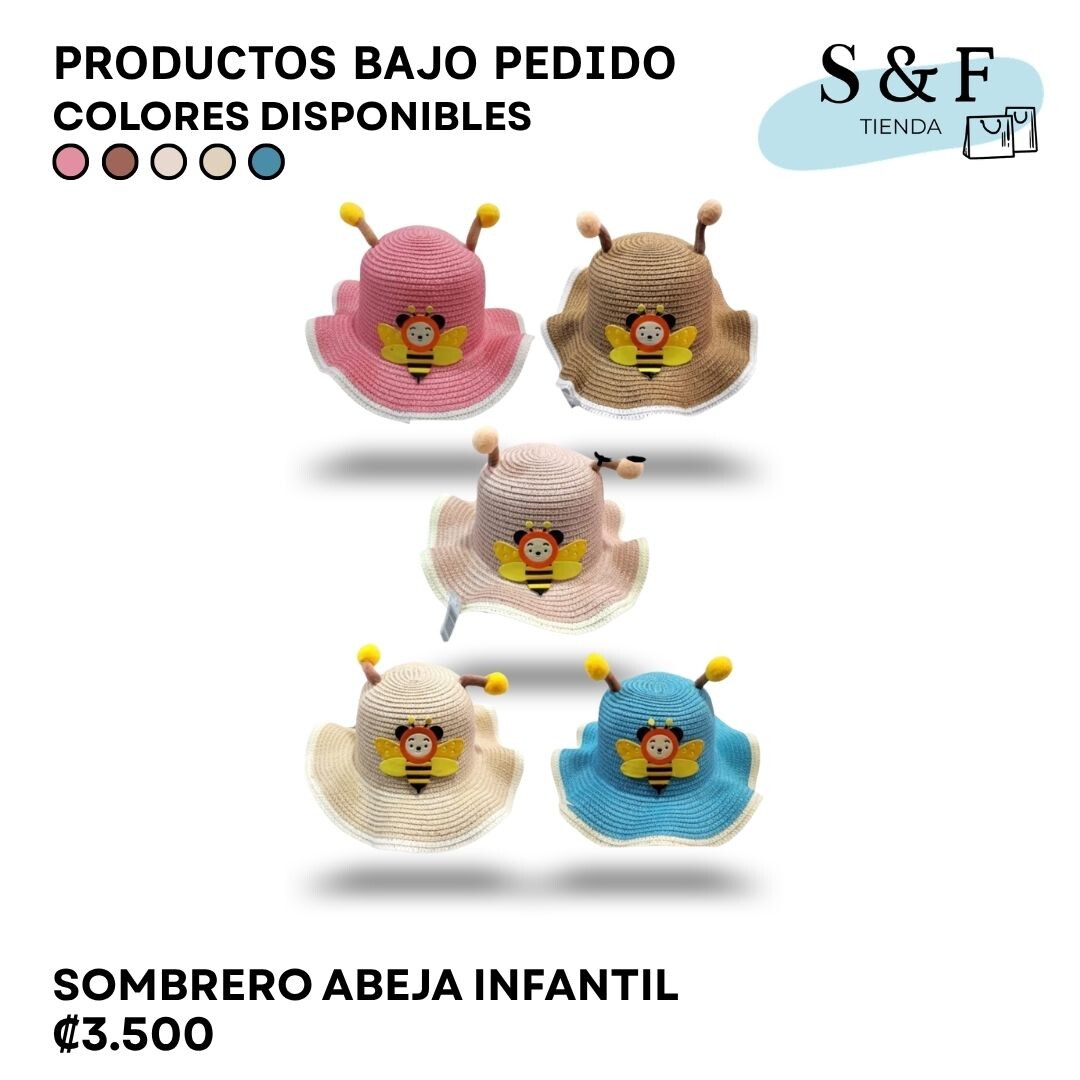 PRODUCTOS BAJO PEDIDO
COLORES DISPONIBLES
S & F
TIENDA
SOMBRERO ABEJA INFANTIL
₡3.500